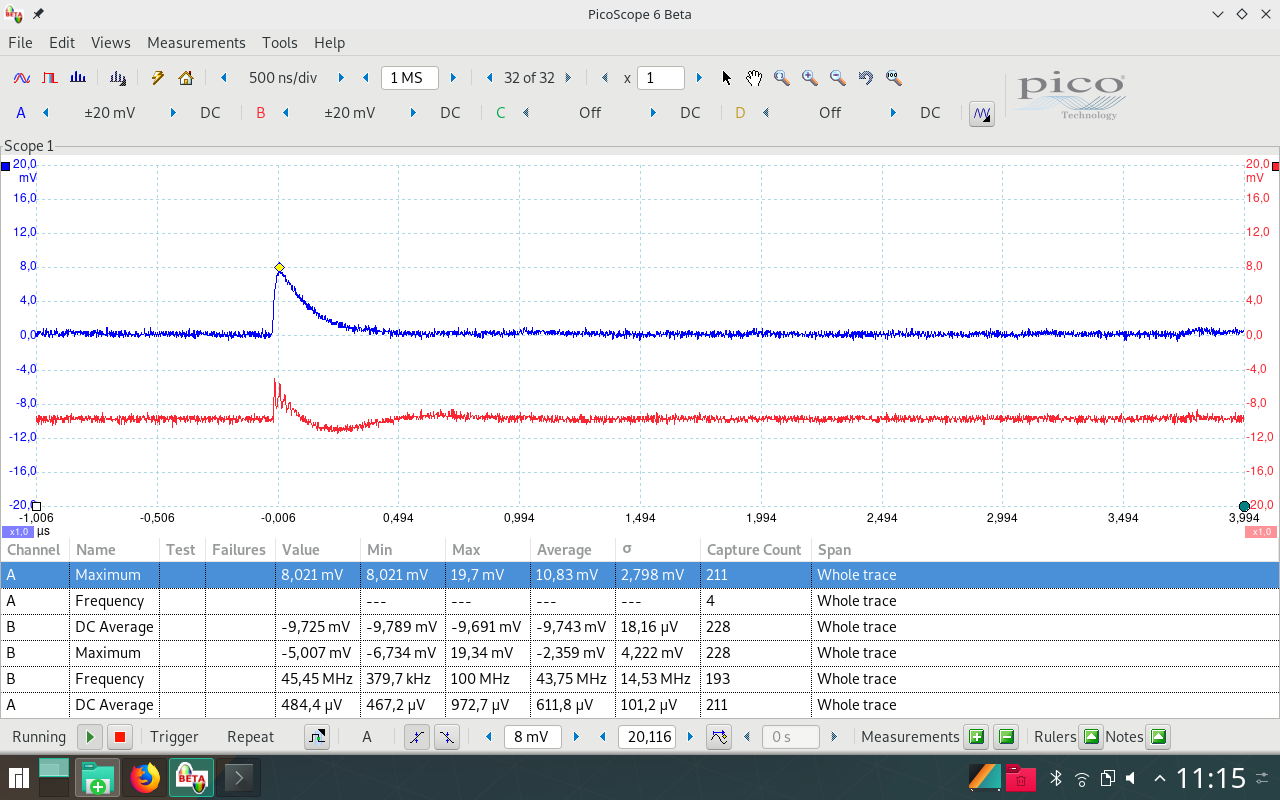 PicoScope 6 Beta
File Edit Views Measurements Tools Help
500 ns/div 1 MS 32 of 32 x 1
A ±20 mV DC B ±20 mV DC C Off DC D Off DC
pico
Technology
Scope 1
20,0 20,0
mV mV
16,0 16,0
12,0 12,0
8,0 8,0
4,0 4,0
0,0 0,0
-4,0 -4,0
-8,0 -8,0
-12,0 -12,0
-16,0 -16,0
-20,0 -20,0
-1,006 -0,506 -0,006 0,494 0,994 1,494 1,994 2,494 2,994 3,494 3,994
x1,0 µs x1,0
Channel Name Test Failures Value Min Max Average σ Capture Count Span
A Maximum 8,021 mV 8,021 mV 19,7 mV 10,83 mV 2,798 mV 211 Whole trace
A Frequency --- --- --- --- 4 Whole trace
B DC Average -9,725 mV -9,789 mV -9,691 mV -9,743 mV 18,16 µV 228 Whole trace
B Maximum -5,007 mV -6,734 mV 19,34 mV -2,359 mV 4,222 mV 228 Whole trace
B Frequency 45,45 MHz 379,7 kHz 100 MHz 43,75 MHz 14,53 MHz 193 Whole trace
A DC Average 484,4 µV 467,2 µV 972,7 µV 611,8 µV 101,2 µV 211 Whole trace
Running Trigger Repeat A 8 mV 20,116 0 s Measurements Rulers Notes
BETA 11:15